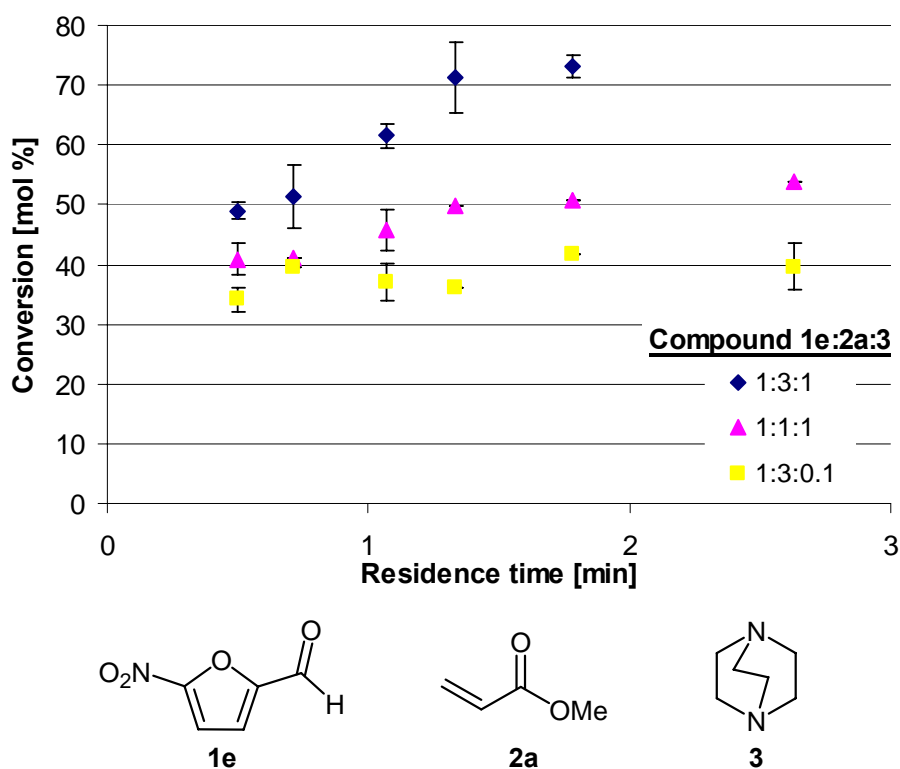 80
70
60
50
40
30
20
10
0
Conversion [mol %]
0 1 2 3
Residence time [min]
Compound 1e:2a:3
1:3:1
1:1:1
1:3:0.1
O
O₂N O H
1e
O
OMe
2a
N
N
3